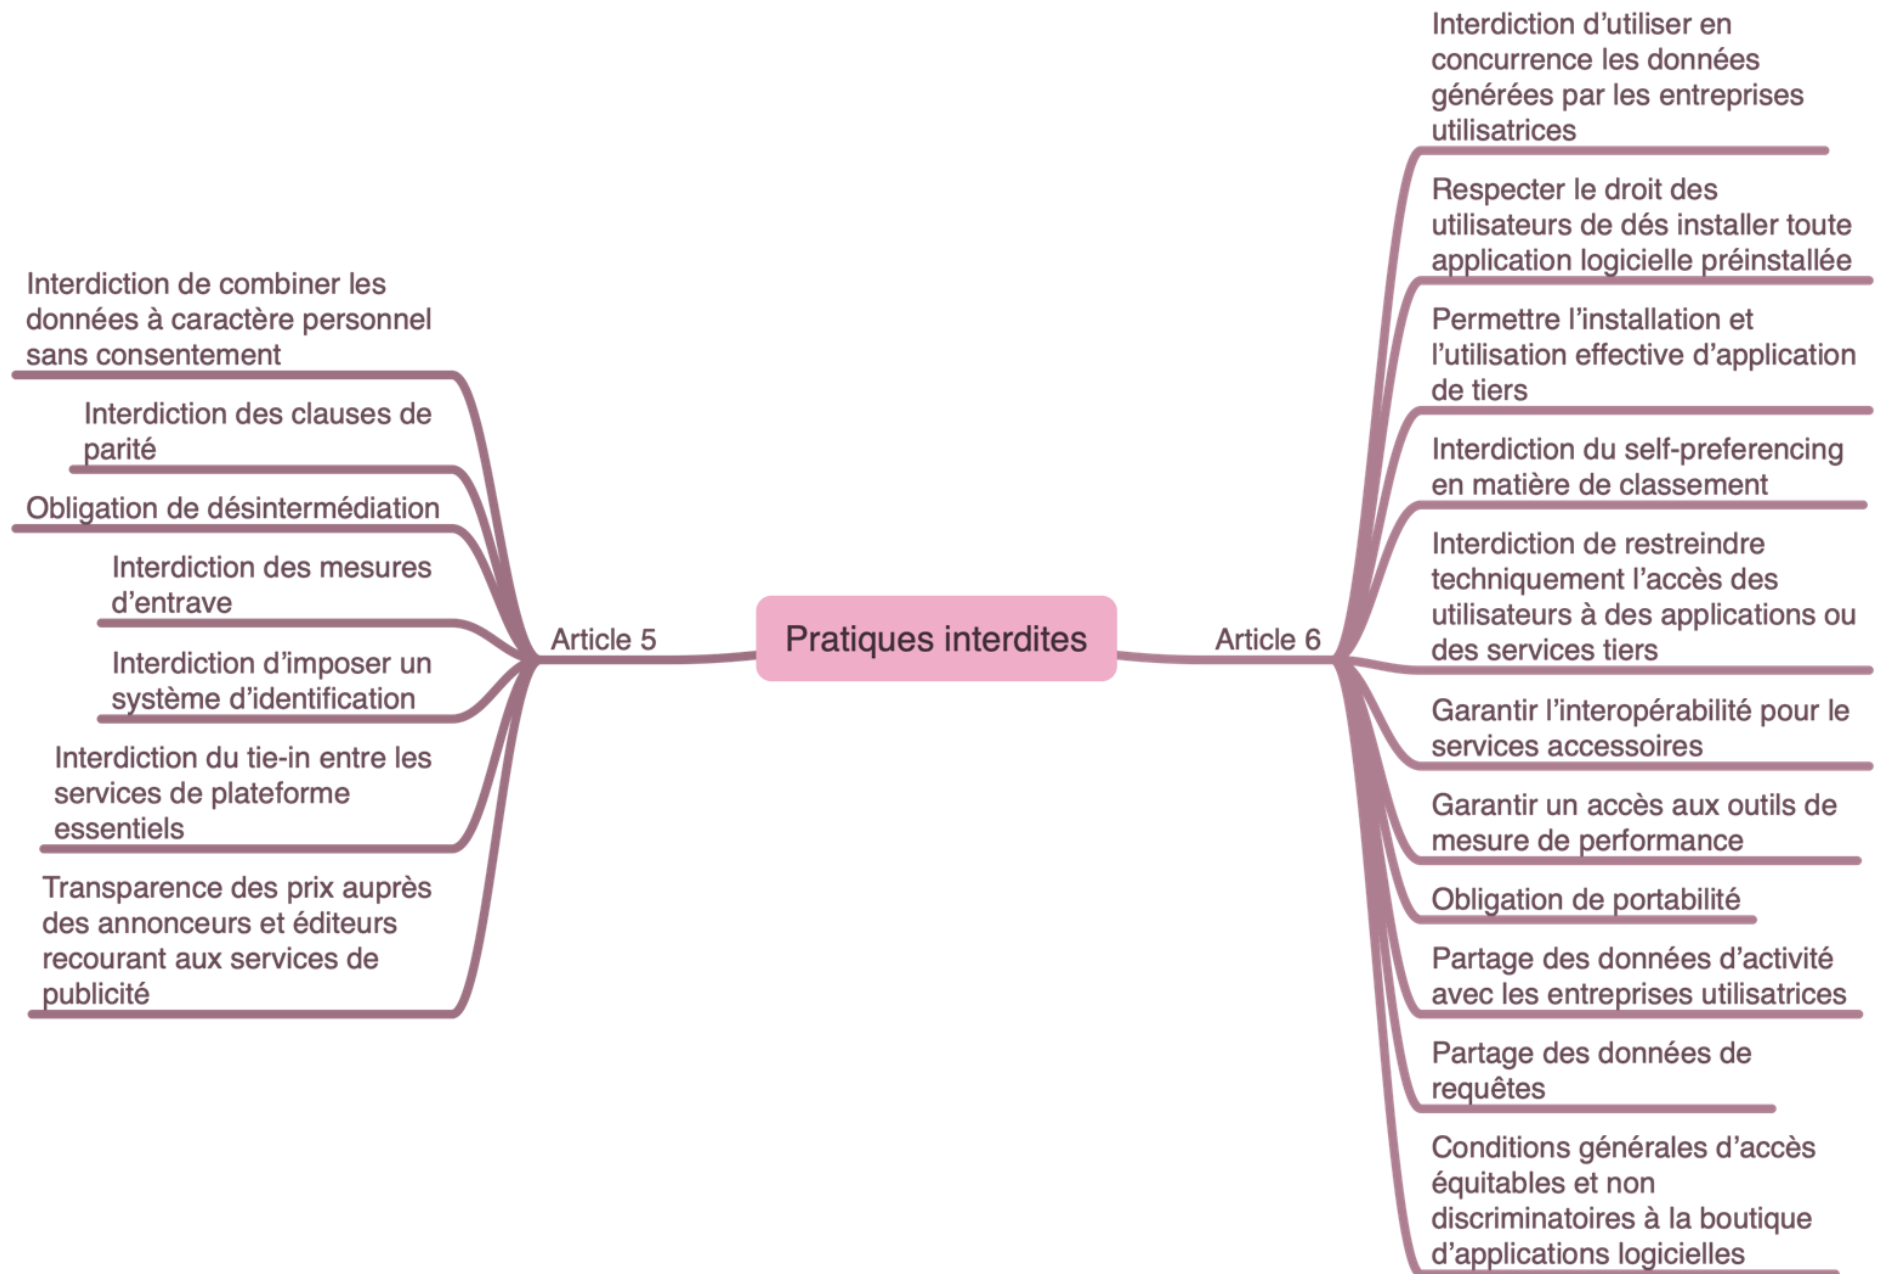 Pratiques interdites
Article 5
Interdiction de combiner les
données à caractère personnel
sans consentement
Interdiction des clauses de
parité
Obligation de désintermédiation
Interdiction des mesures
d’entrave
Interdiction d’imposer un
système d’identification
Interdiction du tie-in entre les
services de plateforme
essentiels
Transparence des prix auprès
des annonceurs et éditeurs
recourant aux services de
publicité
Article 6
Interdiction d’utiliser en
concurrence les données
générées par les entreprises
utilisatrices
Respecter le droit des
utilisateurs de dés installer toute
application logicielle préinstallée
Permettre l’installation et
l’utilisation effective d’application
de tiers
Interdiction du self-preferencing
en matière de classement
Interdiction de restreindre
techniquement l’accès des
utilisateurs à des applications ou
des services tiers
Garantir l’interopérabilité pour le
services accessoires
Garantir un accès aux outils de
mesure de performance
Obligation de portabilité
Partage des données d’activité
avec les entreprises utilisatrices
Partage des données de
requêtes
Conditions générales d’accès
équitables et non
discriminatoires à la boutique
d’applications logicielles